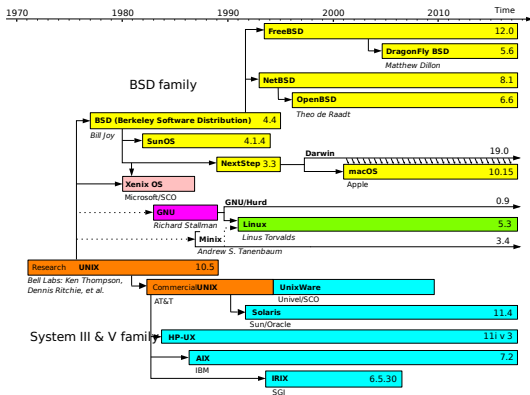 1970 1980 1990 2000 2010 Time
FreeBSD 12.0
DragonFly BSD 5.6
Matthew Dillon
BSD family
NetBSD 8.1
OpenBSD 6.6
Theo de Raadt
BSD (Berkeley Software Distribution) 4.4
Bill Joy
SunOS 4.1.4
NextStep 3.3
Darwin 19.0
macOS 10.15
Apple
Xenix OS
Microsoft/SCO
GNU/Hurd 0.9
GNU
Richard Stallman
Linux 5.3
Linus Torvalds
Minix 3.4
Andrew S. Tanenbaum
Research UNIX 10.5
Bell Labs: Ken Thompson,
Dennis Ritchie, et al.
Commercial UNIX
AT&T
UnixWare
Univel/SCO
Solaris 11.4
Sun/Oracle
System III & V family
HP-UX 11i v 3
AIX 7.2
IBM
IRIX 6.5.30
SGI